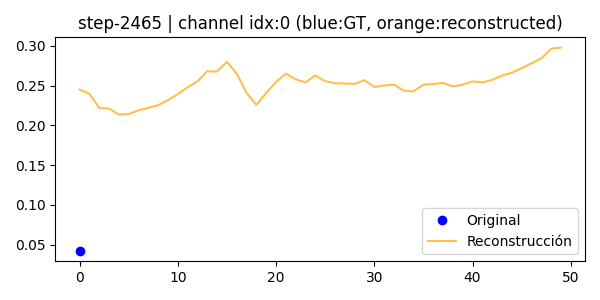 step-2465 | channel idx:0 (blue:GT, orange:reconstructed)
0.30
0.25
0.20
0.15
0.10
0.05
0 10 20 30 40 50
Original
Reconstrucción